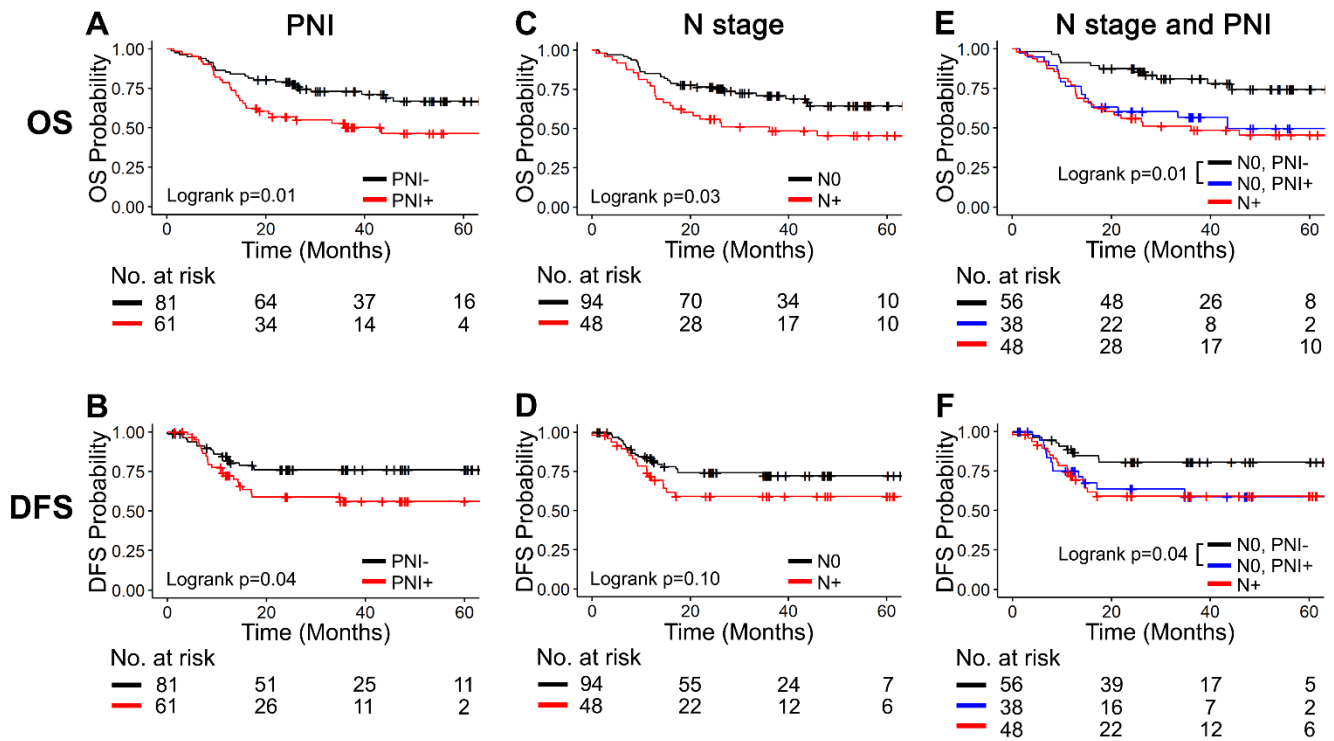 A
PNI
OS
OS Probability
1.00
0.75
0.50
0.25
0.00
Logrank p=0.01
PNI-
PNI+
0 20 40 60
Time (Months)
No. at risk
81 64 37 16
61 34 14 4
C
N stage
OS Probability
1.00
0.75
0.50
0.25
0.00
Logrank p=0.03
N0
N+
0 20 40 60
Time (Months)
No. at risk
94 70 34 10
48 28 17 10
E
N stage and PNI
OS Probability
1.00
0.75
0.50
0.25
0.00
Logrank p=0.01
N0, PNI-
N0, PNI+
N+
0 20 40 60
Time (Months)
No. at risk
56 48 26 8
38 22 8 2
48 28 17 10
B
DFS
DFS Probability
1.00
0.75
0.50
0.25
0.00
Logrank p=0.04
PNI-
PNI+
0 20 40 60
Time (Months)
No. at risk
81 51 25 11
61 26 11 2
D
DFS Probability
1.00
0.75
0.50
0.25
0.00
Logrank p=0.10
N0
N+
0 20 40 60
Time (Months)
No. at risk
94 55 24 7
48 22 12 6
F
DFS Probability
1.00
0.75
0.50
0.25
0.00
Logrank p=0.04
N0, PNI-
N0, PNI+
N+
0 20 40 60
Time (Months)
No. at risk
56 39 17 5
38 16 7 2
48 22 12 6